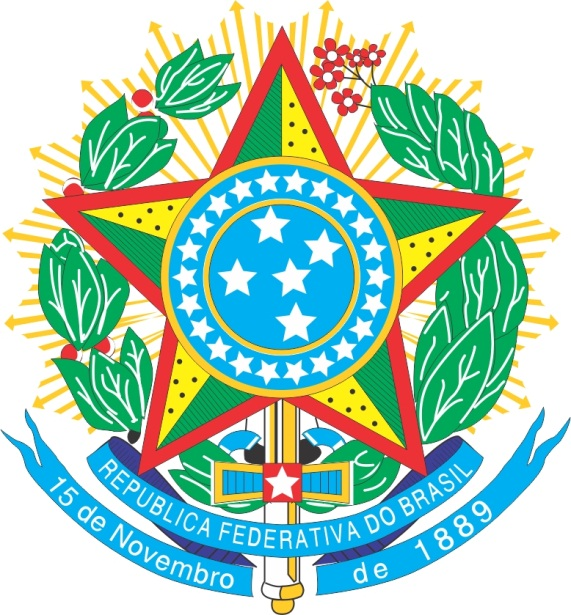 REPUBLICA FEDERATIVA DO BRASIL
15 de Novembro de 1889